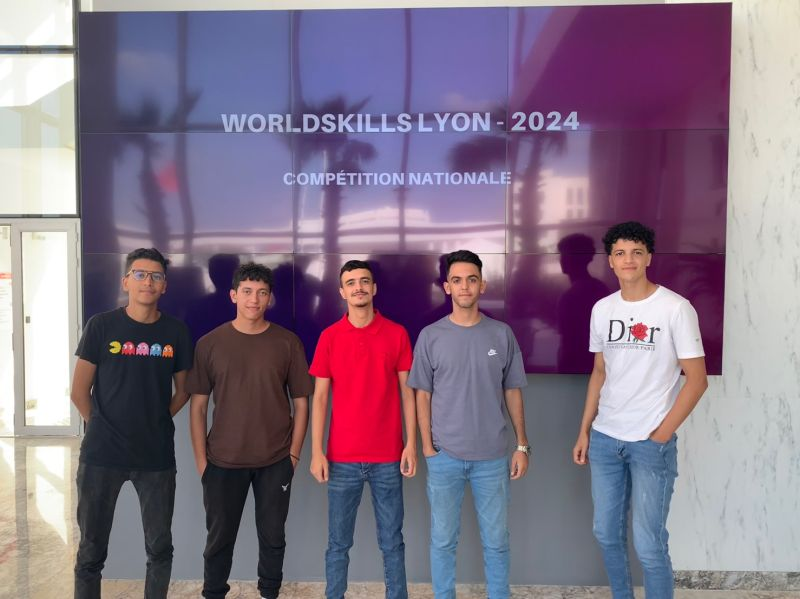 WORLDSKILLS LYON - 2024
COMPÉTITION NATIONALE
Dior